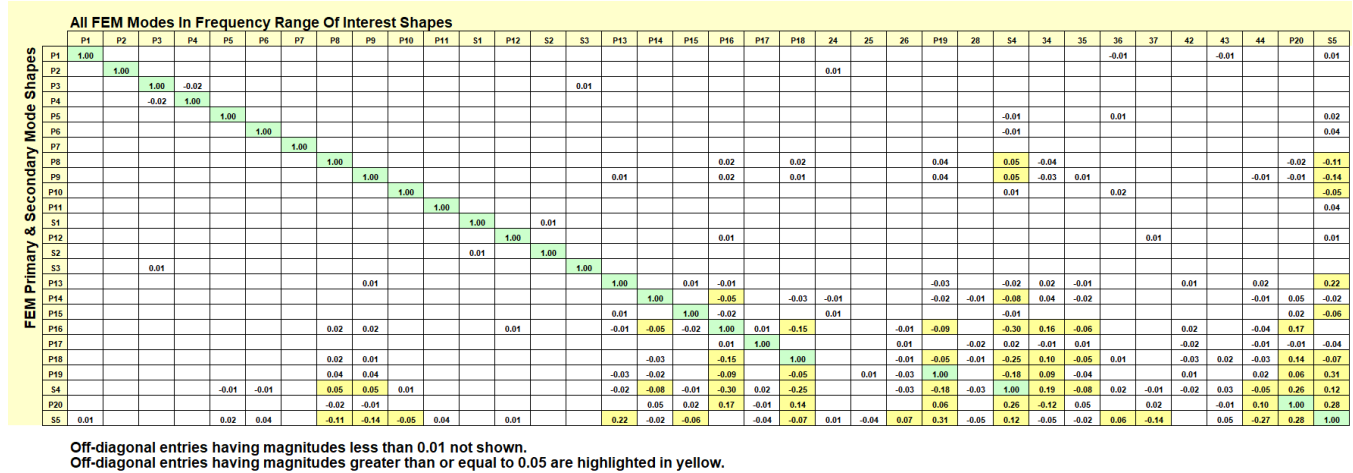 All FEM Modes In Frequency Range Of Interest Shapes
FEM Primary & Secondary Mode Shapes
P1 P2 P3 P4 P5 P6 P7 P8 P9 P10 P11 S1 P12 S2 S3 P13 P14 P15 P16 P17 P18 24 25 26 P19 28 S4 34 35 36 37 42 43 44 P20 S5
P1 1.00 -0.01 -0.01 0.01
P2 1.00 0.01
P3 1.00 -0.02 0.01
P4 -0.02 1.00
P5 1.00 -0.01 0.01 0.02
P6 1.00 -0.01 0.04
P7 1.00
P8 1.00 0.02 0.02 0.04 0.05 -0.04 -0.02 -0.11
P9 1.00 0.01 0.02 0.01 0.04 0.05 -0.03 0.01 -0.01 -0.01 -0.14
P10 1.00 0.01 0.02 -0.05
P11 1.00 0.04
S1 1.00 0.01
P12 1.00 0.01 0.01 0.01
S2 0.01 1.00
S3 0.01 1.00
P13 0.01 1.00 0.01 -0.01 -0.03 -0.02 0.02 -0.01 0.01 0.02 0.22
P14 1.00 -0.05 -0.03 -0.01 -0.02 -0.01 -0.08 0.04 -0.02 -0.01 0.05 -0.02
P15 0.01 1.00 -0.02 0.01 -0.01 0.02 -0.06
P16 0.02 0.02 0.01 -0.01 -0.05 -0.02 1.00 0.01 -0.15 -0.01 -0.09 -0.30 0.16 -0.06 0.02 -0.04 0.17
P17 0.01 1.00 0.01 -0.02 0.02 -0.01 0.01 -0.02 -0.01 -0.01 -0.04
P18 0.02 0.01 -0.03 -0.15 1.00 -0.01 -0.05 -0.01 -0.25 0.10 -0.05 0.01 -0.03 0.02 -0.03 0.14 -0.07
P19 0.04 0.04 -0.03 -0.02 -0.09 -0.05 0.01 -0.03 1.00 -0.18 0.09 -0.04 0.01 0.02 0.06 0.31
S4 -0.01 -0.01 0.05 0.05 0.01 -0.02 -0.08 -0.01 -0.30 0.02 -0.25 -0.03 -0.18 -0.03 1.00 0.19 -0.08 0.02 -0.01 -0.02 0.03 -0.05 0.26 0.12
P20 -0.02 -0.01 0.05 0.02 0.17 -0.01 0.14 0.06 0.26 -0.12 0.05 0.02 -0.01 0.10 1.00 0.28
S5 0.01 0.02 0.04 -0.11 -0.14 -0.05 0.04 0.01 0.22 -0.02 -0.06 -0.04 -0.07 0.01 -0.04 0.07 0.31 -0.05 0.12 -0.05 -0.02 0.06 -0.14 0.05 -0.27 0.28 1.00
Off-diagonal entries having magnitudes less than 0.01 not shown.
Off-diagonal entries having magnitudes greater than or equal to 0.05 are highlighted in yellow.